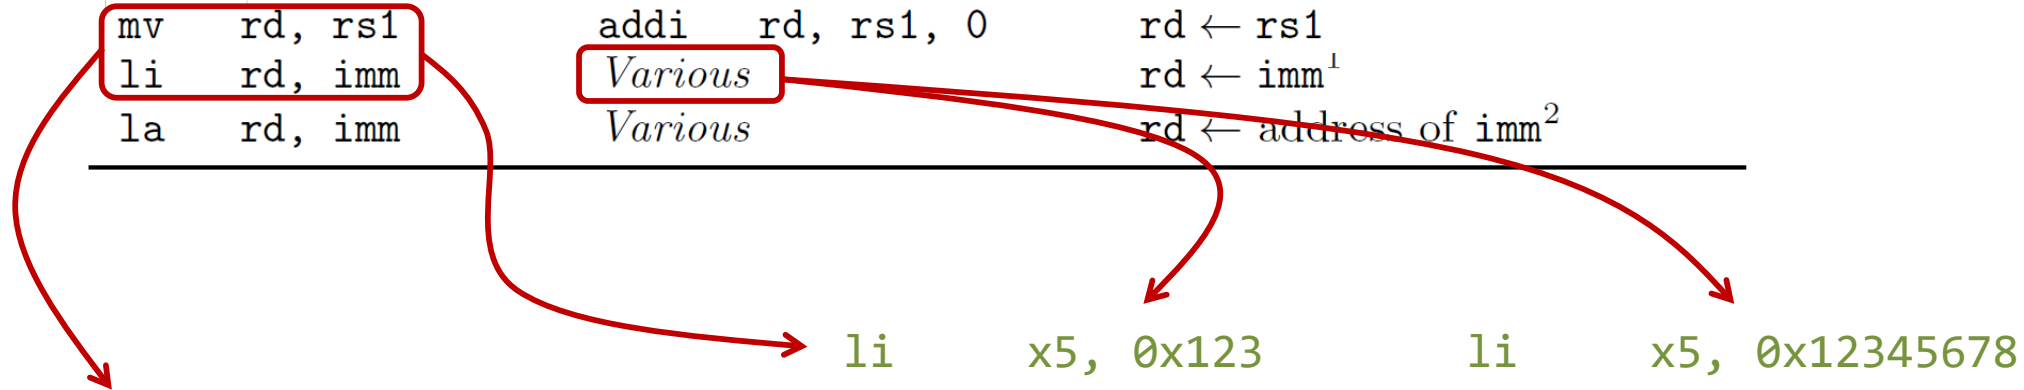 mv rd, rs1 addi rd, rs1, 0 rd ← rs1
li rd, imm Various rd ← imm¹
la rd, imm Various rd ← address of imm²
li x5, 0x123 li x5, 0x12345678